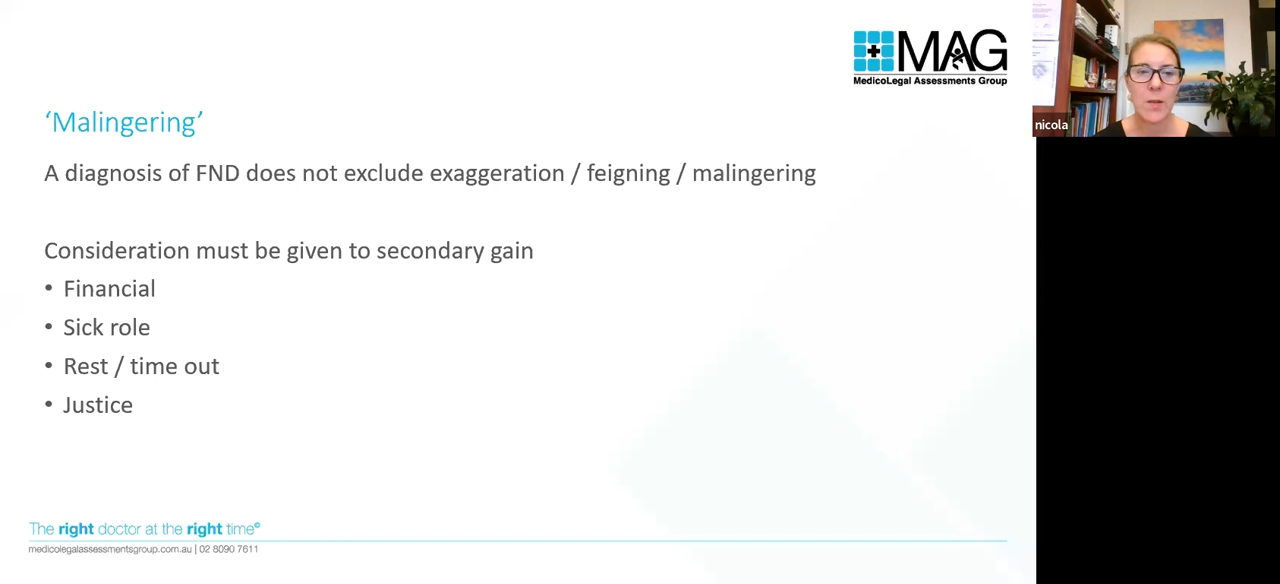 MAG
MedicoLegal Assessments Group
nicola
‘Malingering’
A diagnosis of FND does not exclude exaggeration / feigning / malingering
Consideration must be given to secondary gain
• Financial
• Sick role
• Rest / time out
• Justice
The right doctor at the right time©
medicolegalassessmentsgroup.com.au | 02 8090 7611